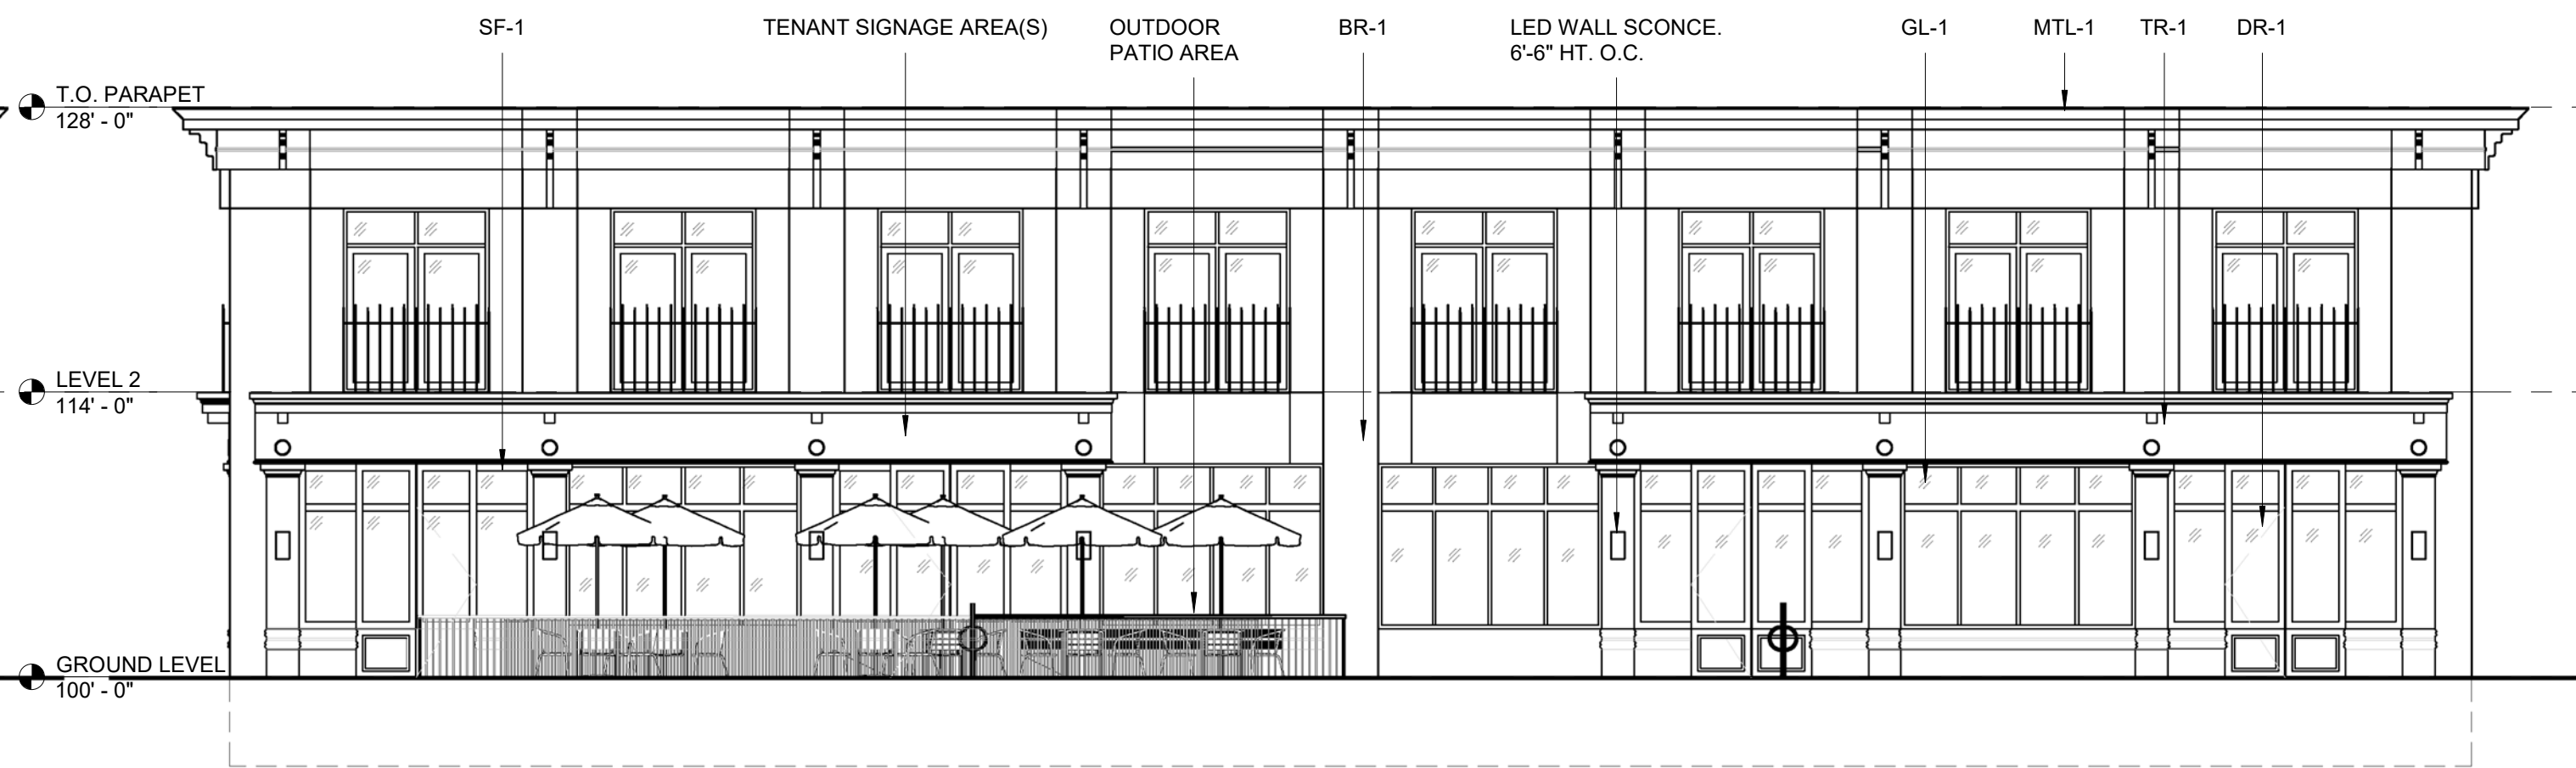 SF-1
TENANT SIGNAGE AREA(S)
OUTDOOR
PATIO AREA
BR-1
LED WALL SCONCE.
6'-6" HT. O.C.
GL-1
MTL-1
TR-1
DR-1
T.O. PARAPET
128' - 0"
LEVEL 2
114' - 0"
GROUND LEVEL
100' - 0"